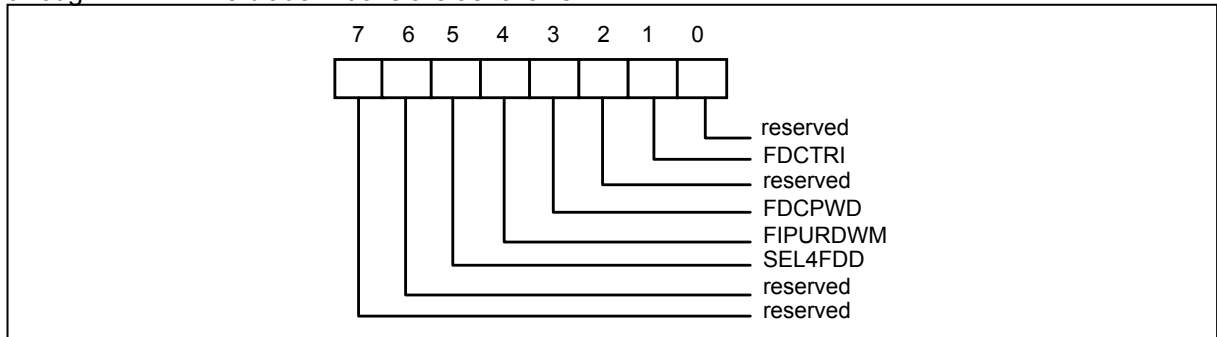 7 6 5 4 3 2 1 0
reserved
FDCTRI
reserved
FDCPWD
FIPURDWM
SEL4FDD
reserved
reserved